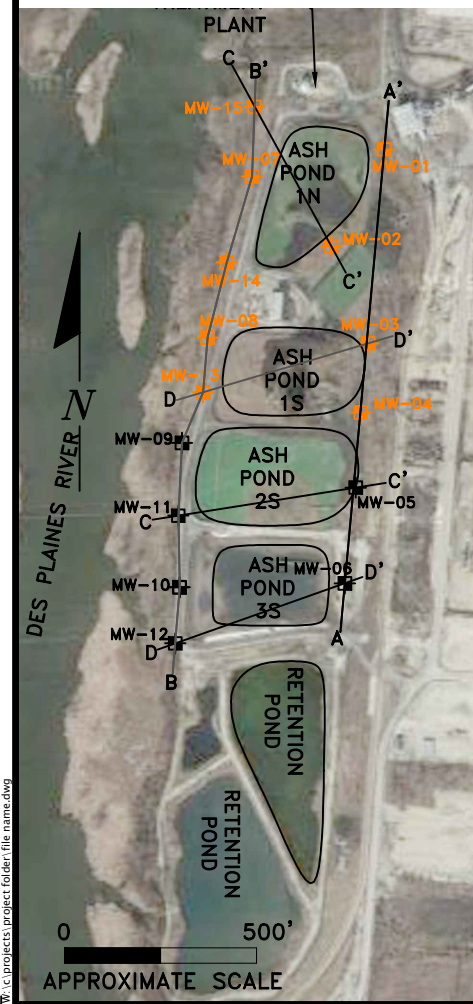 PLANT
C
B'
A'
MW-15
MW-07
ASH
POND
1N
MW-01
MW-02
C'
MW-14
MW-08
MW-03
D'
ASH
POND
1S
D
MW-04
N
MW-09
ASH
POND
2S
C'
MW-05
MW-11
C
DES PLAINES RIVER
ASH
POND
3S
MW-06
D'
MW-10
MW-12
D
A
B
RETENTION
POND
RETENTION
POND
0 500'
APPROXIMATE SCALE
W:\c\projects\project folder\file name.dwg